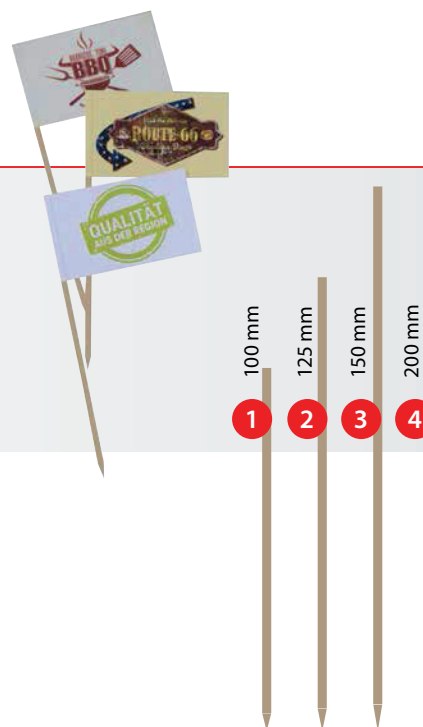 BBQ
ROUTE 66
QUALITÄT
AUS DER REGION
100 mm
125 mm
150 mm
200 mm
1
2
3
4